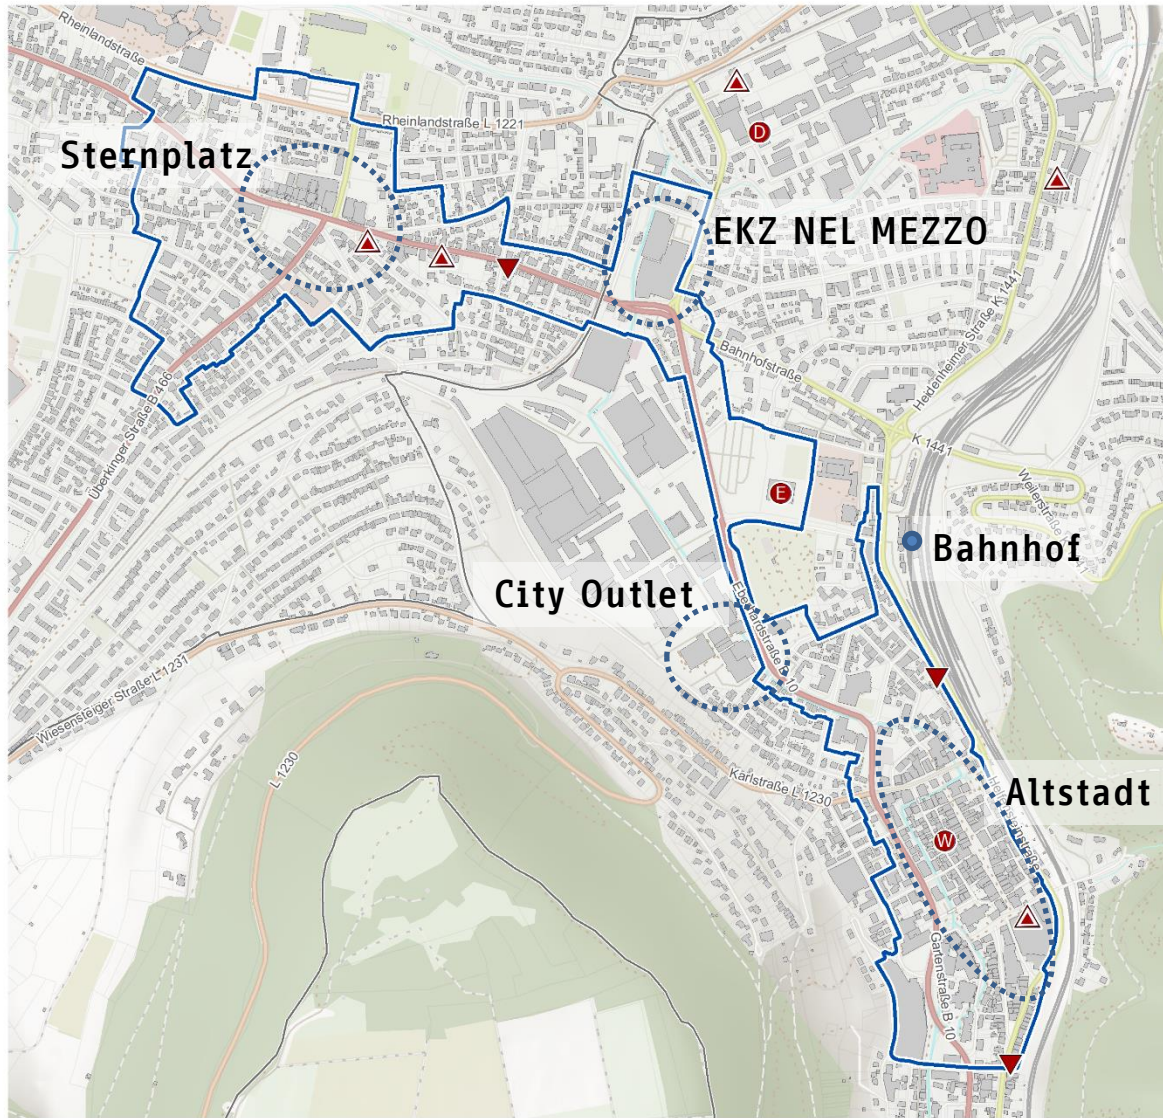 Rheinlandstraße
Rheinlandstraße L 1221
D
Sternplatz
EKZ NEL MEZZO
K 1441
Heidenheimer Straße
Bahnhofstraße
Überkinger Straße B 466
K 1441
Weilerstraße
E
Bahnhof
City Outlet
Eberhardstraße B 10
Wiesensteiger Straße L 1231
L 1230
Karlstraße L 1230
Altstadt
W
Gartenstraße B 10